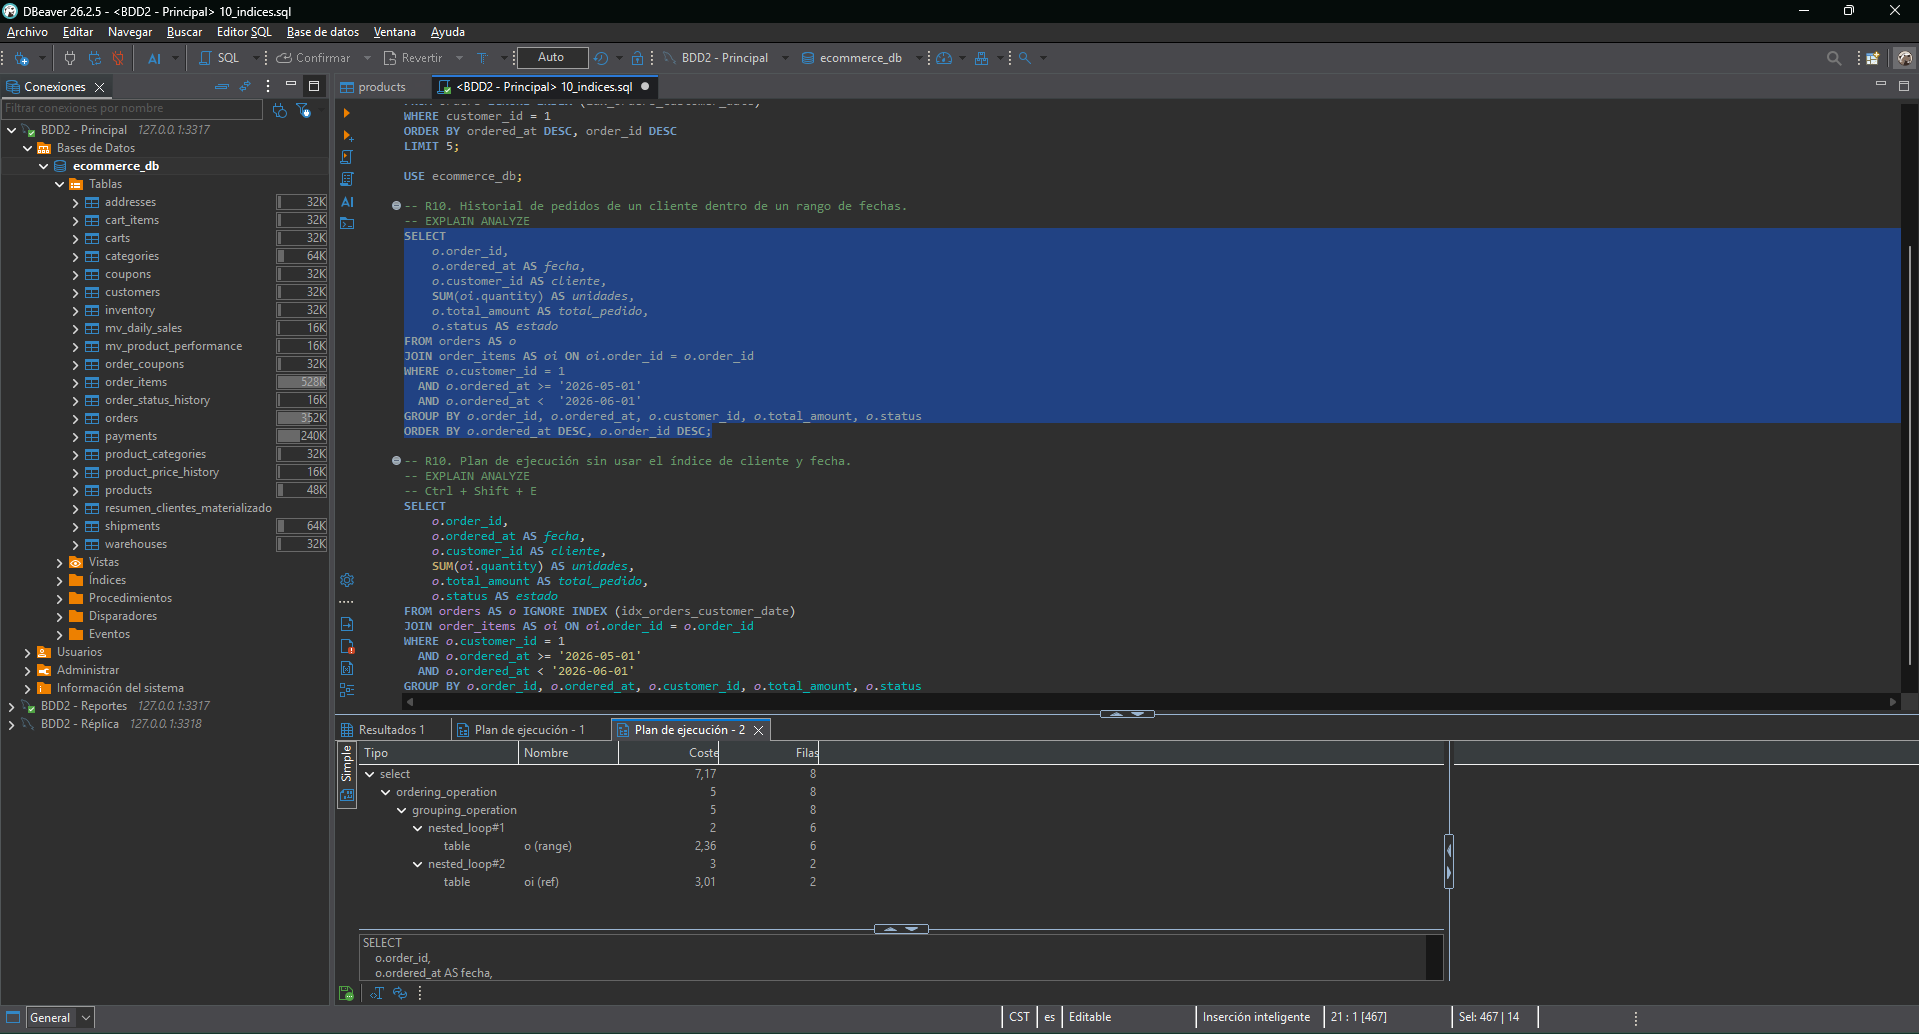 DBeaver 26.2.5 - <BDD2 - Principal> 10_indices.sql
Archivo Editar Navegar Buscar Editor SQL Base de datos Ventana Ayuda
AI SQL Confirmar Revertir T Auto BDD2 - Principal ecommerce_db
Conexiones
products <BDD2 - Principal> 10_indices.sql
Filtrar conexiones por nombre
BDD2 - Principal 127.0.0.1:3317
Bases de Datos
ecommerce_db
Tablas
addresses 32K
cart_items 32K
carts 32K
categories 64K
coupons 32K
customers 32K
inventory 32K
mv_daily_sales 16K
mv_product_performance 16K
order_coupons 32K
order_items 528K
order_status_history 16K
orders 352K
payments 240K
product_categories 32K
product_price_history 16K
products 48K
resumen_clientes_materializado
shipments 64K
warehouses 32K
Vistas
Índices
Procedimientos
Disparadores
Eventos
Usuarios
Administrar
Información del sistema
BDD2 - Reportes 127.0.0.1:3317
BDD2 - Réplica 127.0.0.1:3318
AI
WHERE customer_id = 1
ORDER BY ordered_at DESC, order_id DESC
LIMIT 5;
USE ecommerce_db;
-- R10. Historial de pedidos de un cliente dentro de un rango de fechas.
-- EXPLAIN ANALYZE
SELECT
o.order_id,
o.ordered_at AS fecha,
o.customer_id AS cliente,
SUM(oi.quantity) AS unidades,
o.total_amount AS total_pedido,
o.status AS estado
FROM orders AS o
JOIN order_items AS oi ON oi.order_id = o.order_id
WHERE o.customer_id = 1
AND o.ordered_at >= '2026-05-01'
AND o.ordered_at <  '2026-06-01'
GROUP BY o.order_id, o.ordered_at, o.customer_id, o.total_amount, o.status
ORDER BY o.ordered_at DESC, o.order_id DESC;
-- R10. Plan de ejecución sin usar el índice de cliente y fecha.
-- EXPLAIN ANALYZE
-- Ctrl + Shift + E
SELECT
o.order_id,
o.ordered_at AS fecha,
o.customer_id AS cliente,
SUM(oi.quantity) AS unidades,
o.total_amount AS total_pedido,
o.status AS estado
FROM orders AS o IGNORE INDEX (idx_orders_customer_date)
JOIN order_items AS oi ON oi.order_id = o.order_id
WHERE o.customer_id = 1
AND o.ordered_at >= '2026-05-01'
AND o.ordered_at < '2026-06-01'
GROUP BY o.order_id, o.ordered_at, o.customer_id, o.total_amount, o.status
Resultados 1 Plan de ejecución - 1 Plan de ejecución - 2
Simple
Tipo Nombre Coste Filas
select 7,17 8
ordering_operation 5 8
grouping_operation 5 8
nested_loop#1 2 6
table o (range) 2,36 6
nested_loop#2 3 2
table oi (ref) 3,01 2
SELECT
o.order_id,
o.ordered_at AS fecha,
General CST es Editable Inserción inteligente 21 : 1 [467] Sel: 467 | 14